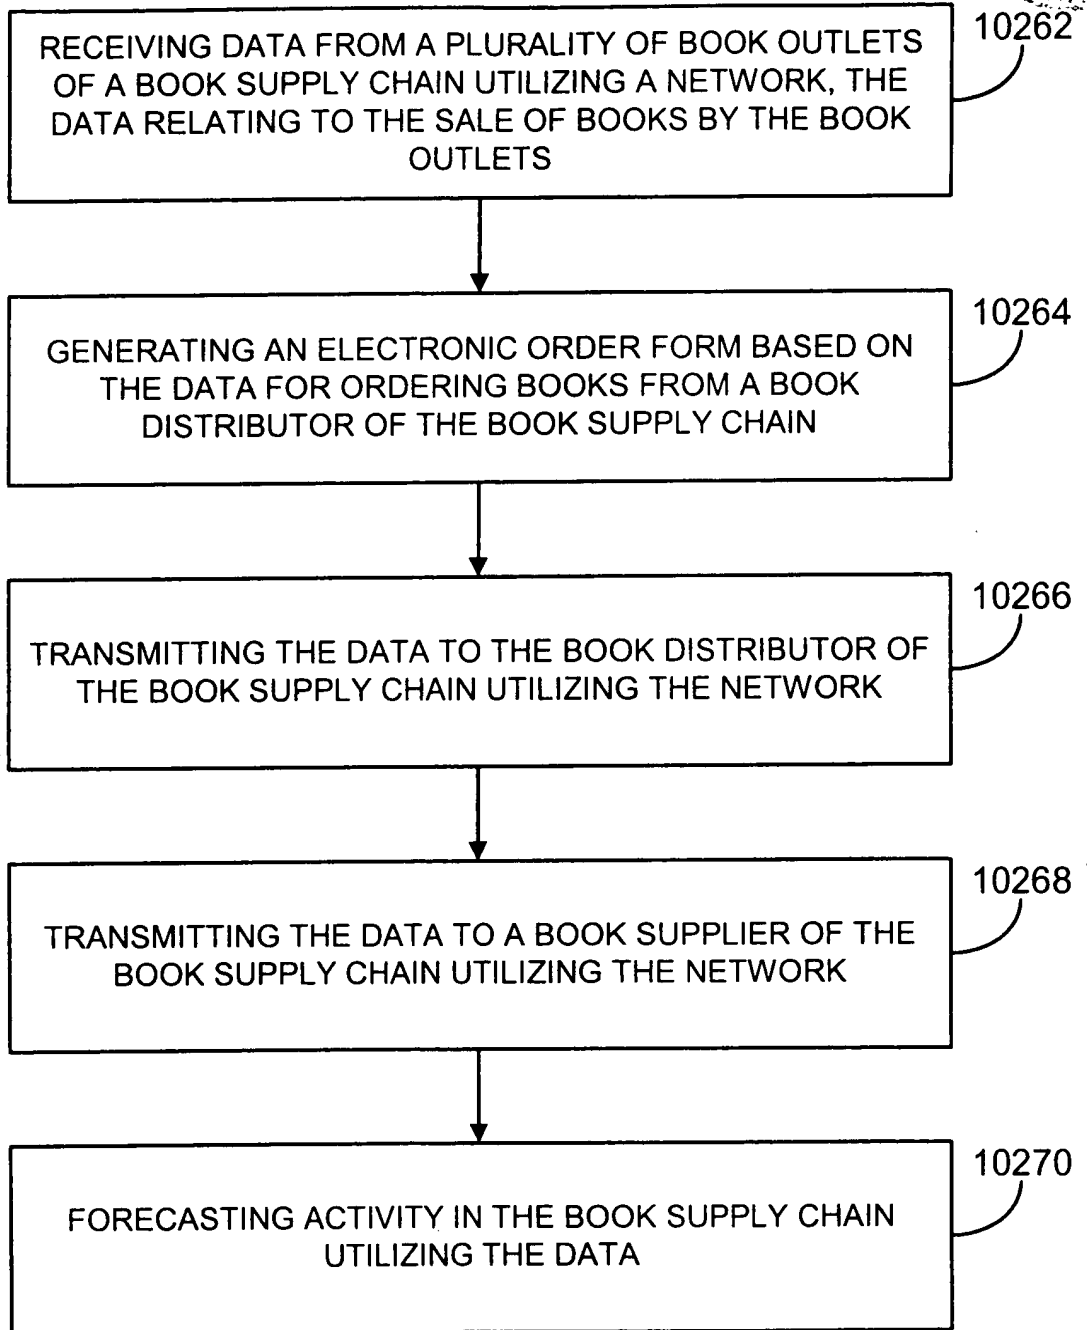 RECEIVING DATA FROM A PLURALITY OF BOOK OUTLETS
OF A BOOK SUPPLY CHAIN UTILIZING A NETWORK, THE
DATA RELATING TO THE SALE OF BOOKS BY THE BOOK
OUTLETS
10262
GENERATING AN ELECTRONIC ORDER FORM BASED ON
THE DATA FOR ORDERING BOOKS FROM A BOOK
DISTRIBUTOR OF THE BOOK SUPPLY CHAIN
10264
TRANSMITTING THE DATA TO THE BOOK DISTRIBUTOR OF
THE BOOK SUPPLY CHAIN UTILIZING THE NETWORK
10266
TRANSMITTING THE DATA TO A BOOK SUPPLIER OF THE
BOOK SUPPLY CHAIN UTILIZING THE NETWORK
10268
FORECASTING ACTIVITY IN THE BOOK SUPPLY CHAIN
UTILIZING THE DATA
10270